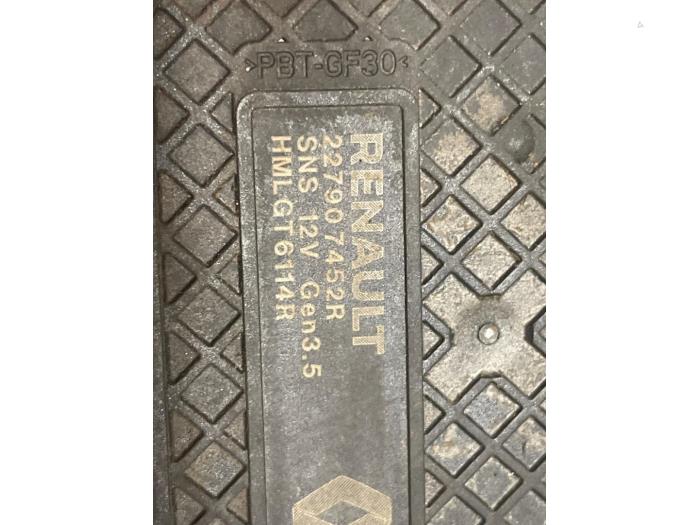 >PBT-GF30<
RENAULT
227907452R
SNS 12V Gen3.5
HMLGT6114R